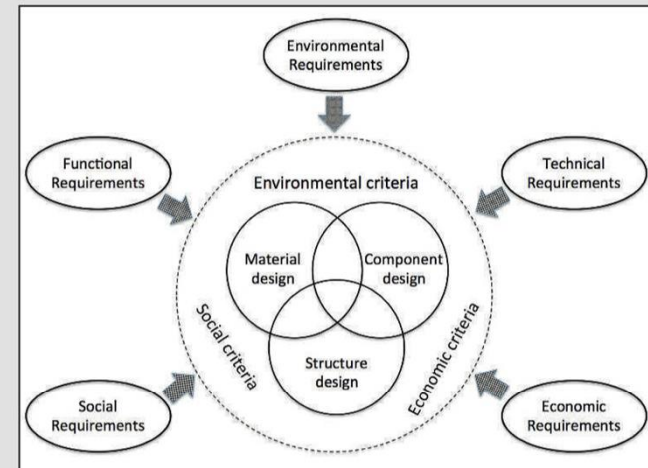 Environmental
Requirements
Functional
Requirements
Technical
Requirements
Environmental criteria
Material
design
Component
design
Social criteria
Economic criteria
Structure
design
Social
Requirements
Economic
Requirements